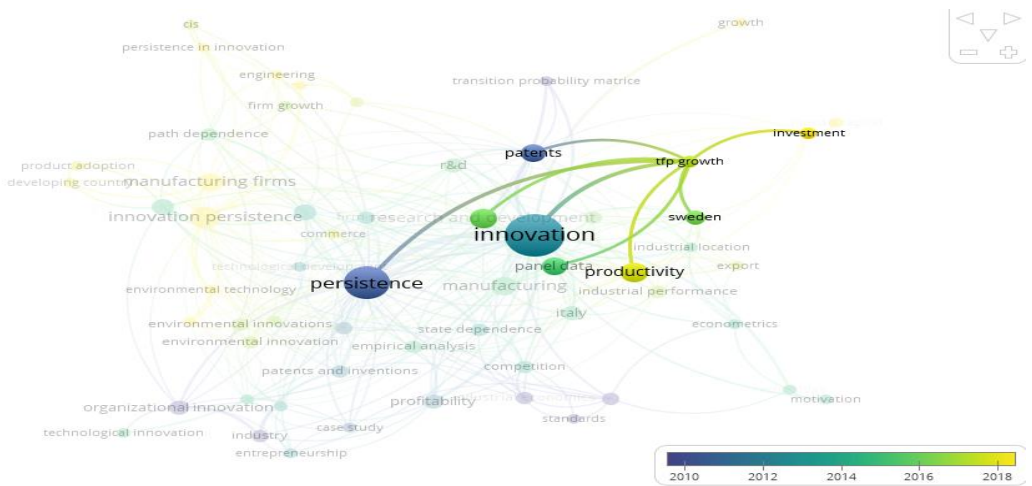 cis
growth
persistence in innovation
engineering
transition probability matrice
firm growth
path dependence
investment
patents
r&d
tfp growth
product adoption
developing country
manufacturing firms
innovation persistence
research and development
sweden
commerce
innovation
industrial location
panel data
productivity
export
persistence
manufacturing
environmental technology
industrial performance
italy
environmental innovations
state dependence
econometrics
environmental innovation
empirical analysis
patents and inventions
competition
organizational innovation
profitability
motivation
standards
technological innovation
industry
case study
entrepreneurship
2010 2012 2014 2016 2018